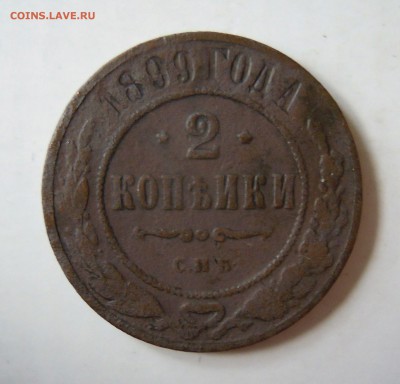 COINS.LAVE.RU
1899 ГОДА
2
КОПѢЙКИ
С.П.Б.